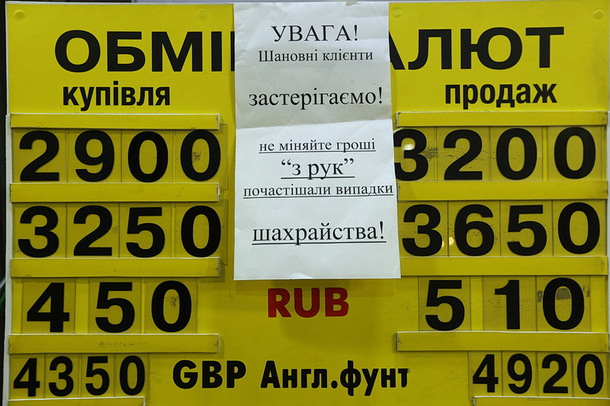 ОБМІ АЛЮТ
купівля
продаж
УВАГА!
Шановні клієнти
застерігаємо!
не міняйте гроші
“з рук”
почастішали випадки
шахрайства!
2900 3200
3250 3650
450 RUB 510
4350 GBP Англ.фунт 4920